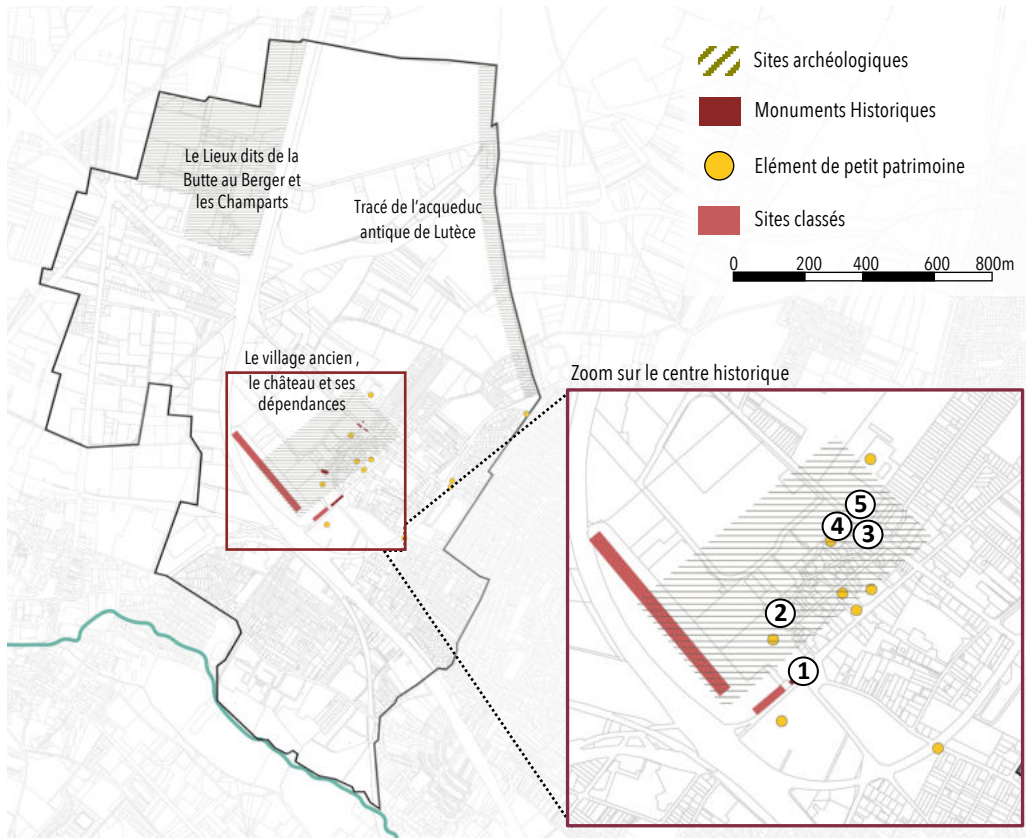 Sites archéologiques
Monuments Historiques
Elément de petit patrimoine
Sites classés
0 200 400 600 800m
Le Lieux dits de la
Butte au Berger et
les Champarts
Tracé de l'acqueduc
antique de Lutèce
Le village ancien ,
le château et ses
dépendances
Zoom sur le centre historique
5
4
3
2
1